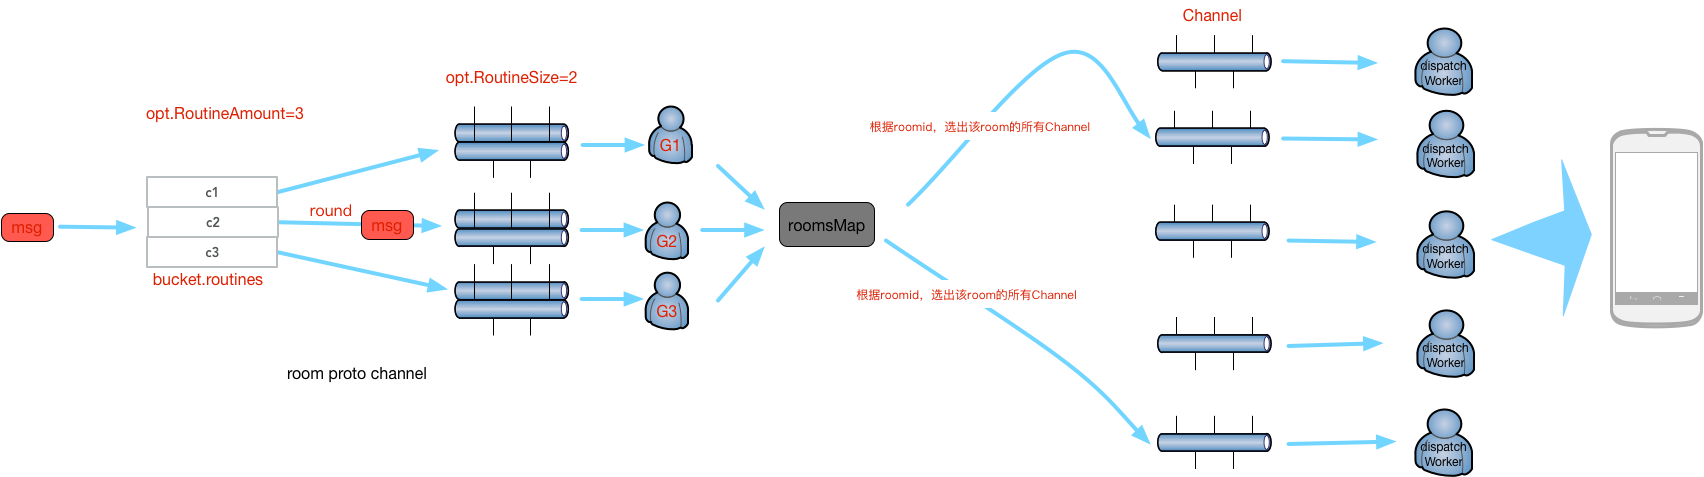 msg
opt.RoutineAmount=3
c1
c2
c3
bucket.routines
round
msg
opt.RoutineSize=2
G1
G2
G3
room proto channel
roomsMap
根据roomid，选出该room的所有Channel
根据roomid，选出该room的所有Channel
Channel
dispatch
Worker
dispatch
Worker
dispatch
Worker
dispatch
Worker
dispatch
Worker